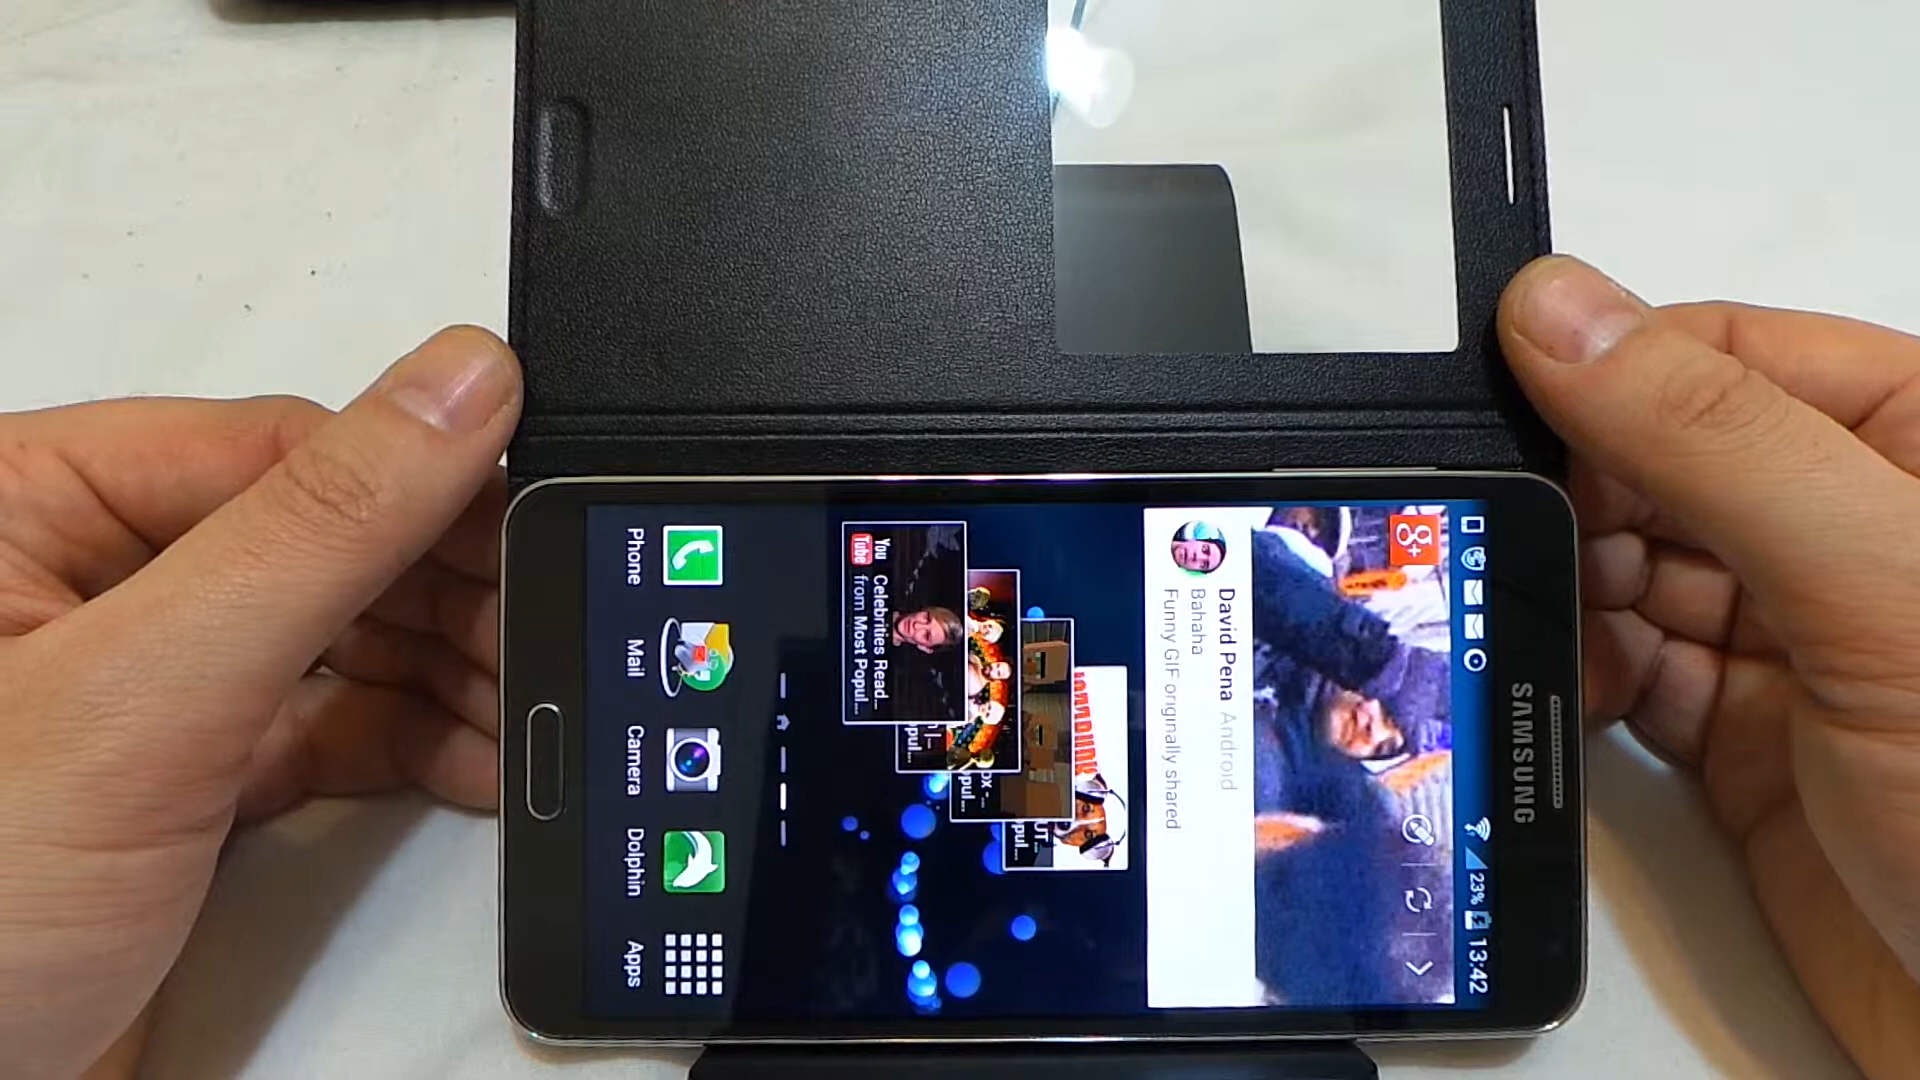 23% 13:42
SAMSUNG
g+
David Pena Android
Bahaha
Funny GIF originally shared
You Tube
Celebrities Read...
from Most Popul...
pul...
Phone
Mail
Camera
Dolphin
Apps